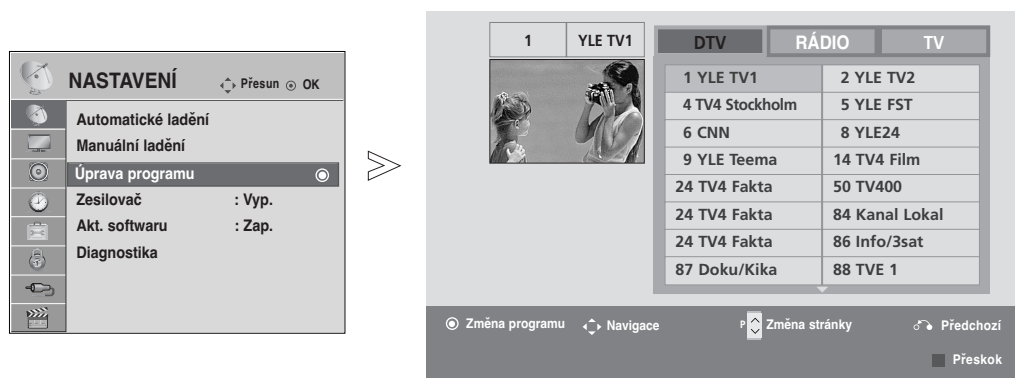 NASTAVENÍ Přesun OK
Automatické ladění
Manuální ladění
Úprava programu
Zesilovač : Vyp.
Akt. softwaru : Zap.
Diagnostika
1 YLE TV1
DTV RÁDIO TV
1 YLE TV1 2 YLE TV2
4 TV4 Stockholm 5 YLE FST
6 CNN 8 YLE24
9 YLE Teema 14 TV4 Film
24 TV4 Fakta 50 TV400
24 TV4 Fakta 84 Kanal Lokal
24 TV4 Fakta 86 Info/3sat
87 Doku/Kika 88 TVE 1
Změna programu Navigace P Změna stránky Předchozí
Přeskok